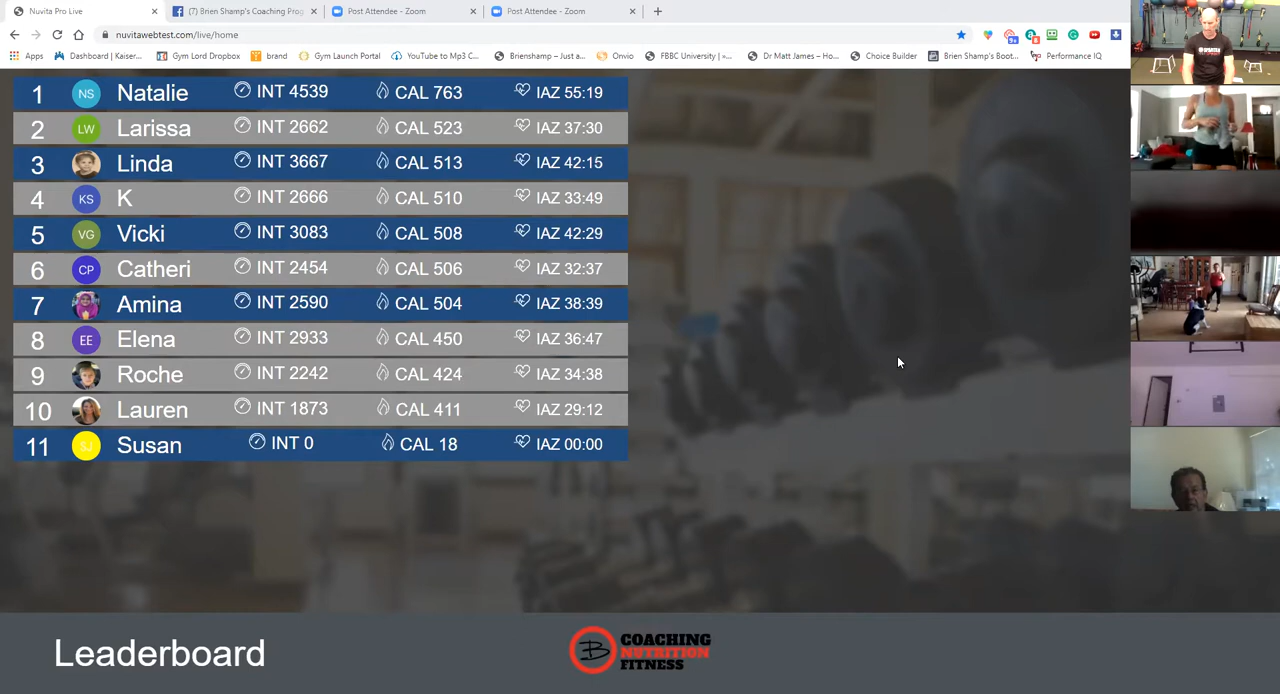 Nuvita Pro Live
(7) Brien Shamp's Coaching Prog
Post Attendee - Zoom
Post Attendee - Zoom
nuvitawebtest.com/live/home
Apps
Dashboard | Kaiser...
Gym Lord Dropbox
brand
Gym Launch Portal
YouTube to Mp3 C...
Brienshamp – Just a...
Onvio
FBBC University | »...
Dr Matt James – Ho...
Choice Builder
Brien Shamp's Boot...
Performance IQ
1 NS Natalie INT 4539 CAL 763 IAZ 55:19
2 LW Larissa INT 2662 CAL 523 IAZ 37:30
3 Linda INT 3667 CAL 513 IAZ 42:15
4 KS K INT 2666 CAL 510 IAZ 33:49
5 VG Vicki INT 3083 CAL 508 IAZ 42:29
6 CP Catheri INT 2454 CAL 506 IAZ 32:37
7 Amina INT 2590 CAL 504 IAZ 38:39
8 EE Elena INT 2933 CAL 450 IAZ 36:47
9 Roche INT 2242 CAL 424 IAZ 34:38
10 Lauren INT 1873 CAL 411 IAZ 29:12
11 SJ Susan INT 0 CAL 18 IAZ 00:00
Leaderboard
B
COACHING
NUTRITION
FITNESS